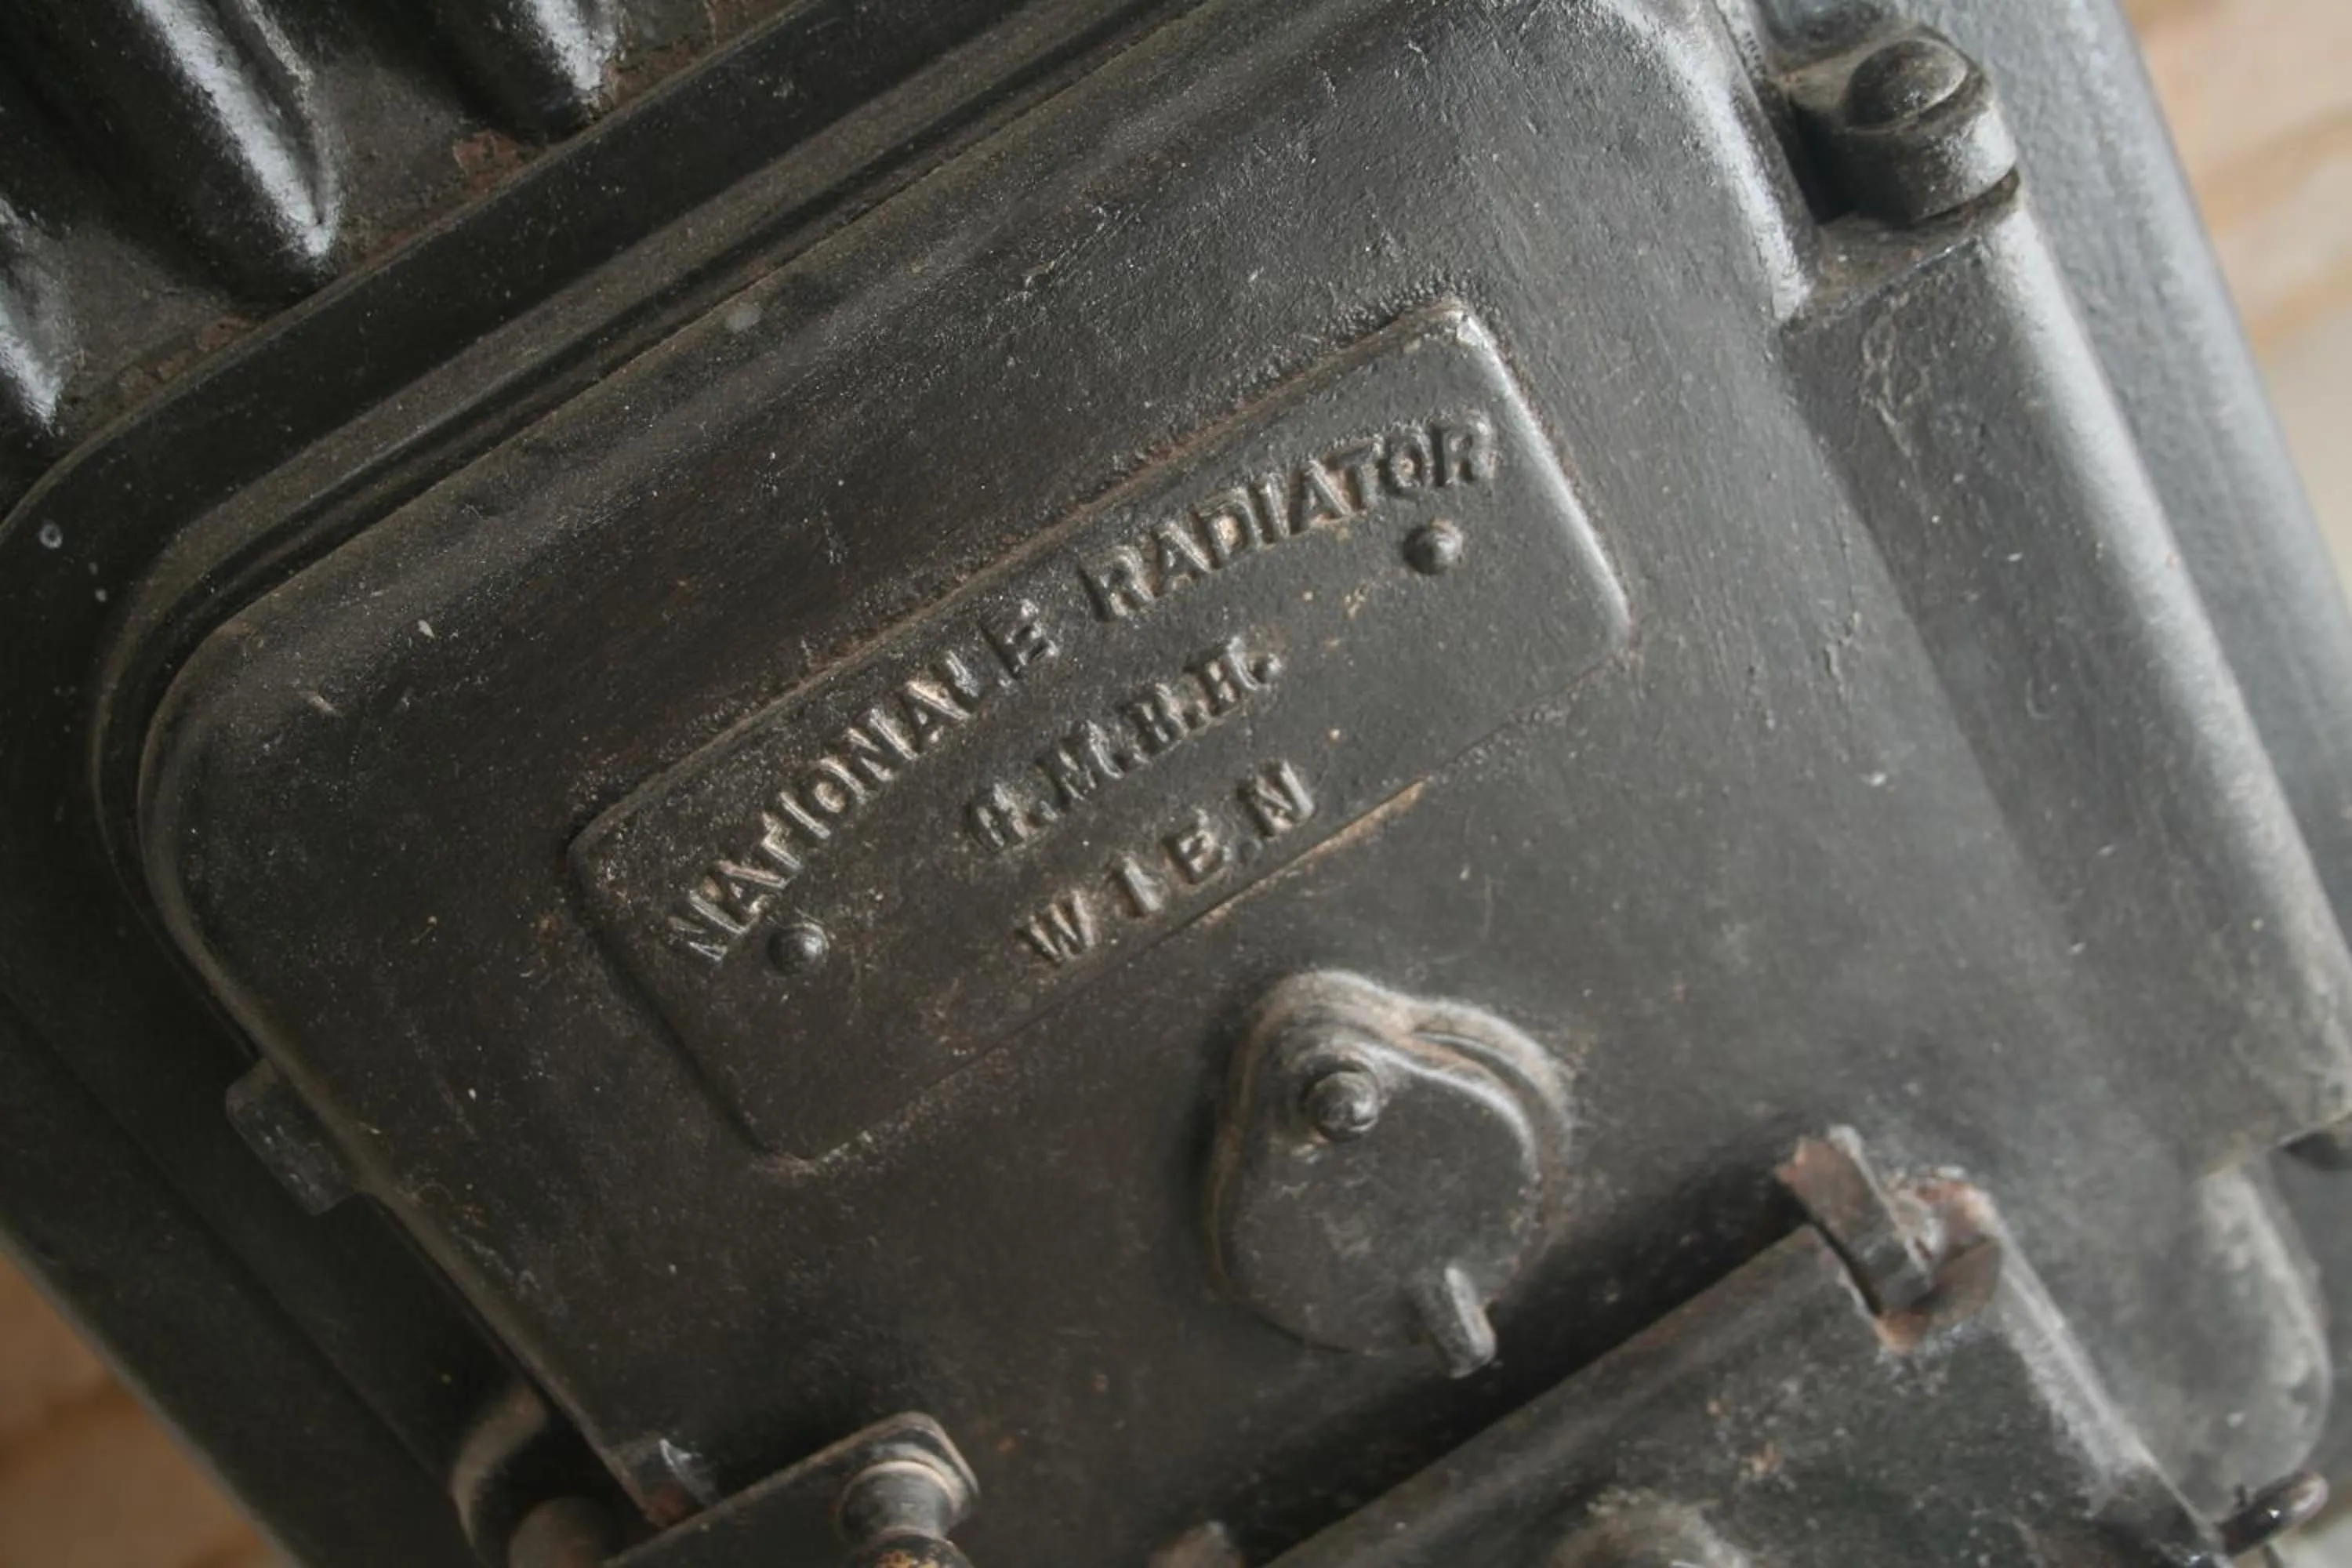 NATIONALE RADIATOR
G.M.B.H.
WIEN